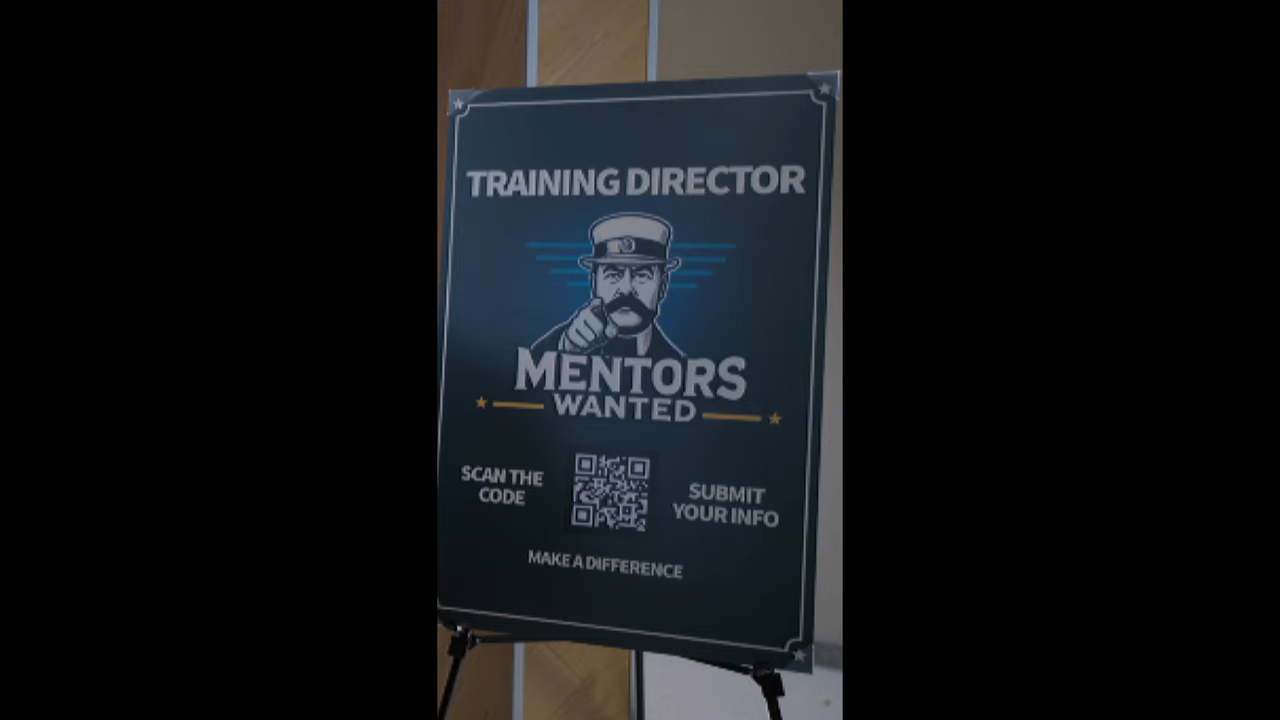 TRAINING DIRECTOR
MENTORS
WANTED
SCAN THE
CODE
SUBMIT
YOUR INFO
MAKE A DIFFERENCE